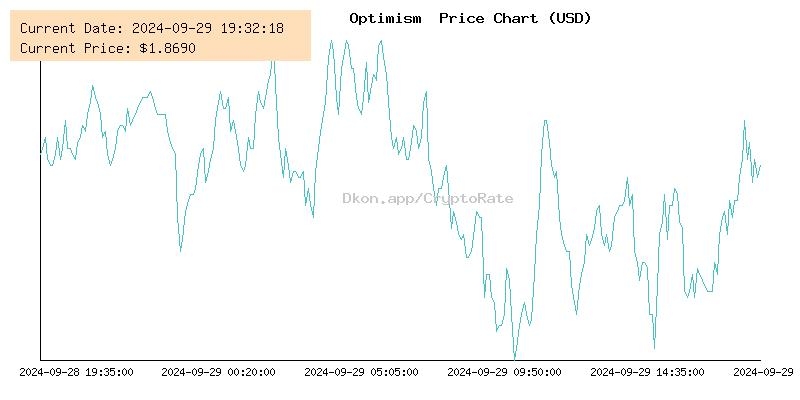 Optimism  Price Chart (USD)
Current Date: 2024-09-29 19:32:18
Current Price: $1.8690
Dkon.app/CryptoRate
2024-09-28 19:35:00 2024-09-29 00:20:00 2024-09-29 05:05:00 2024-09-29 09:50:00 2024-09-29 14:35:00 2024-09-29